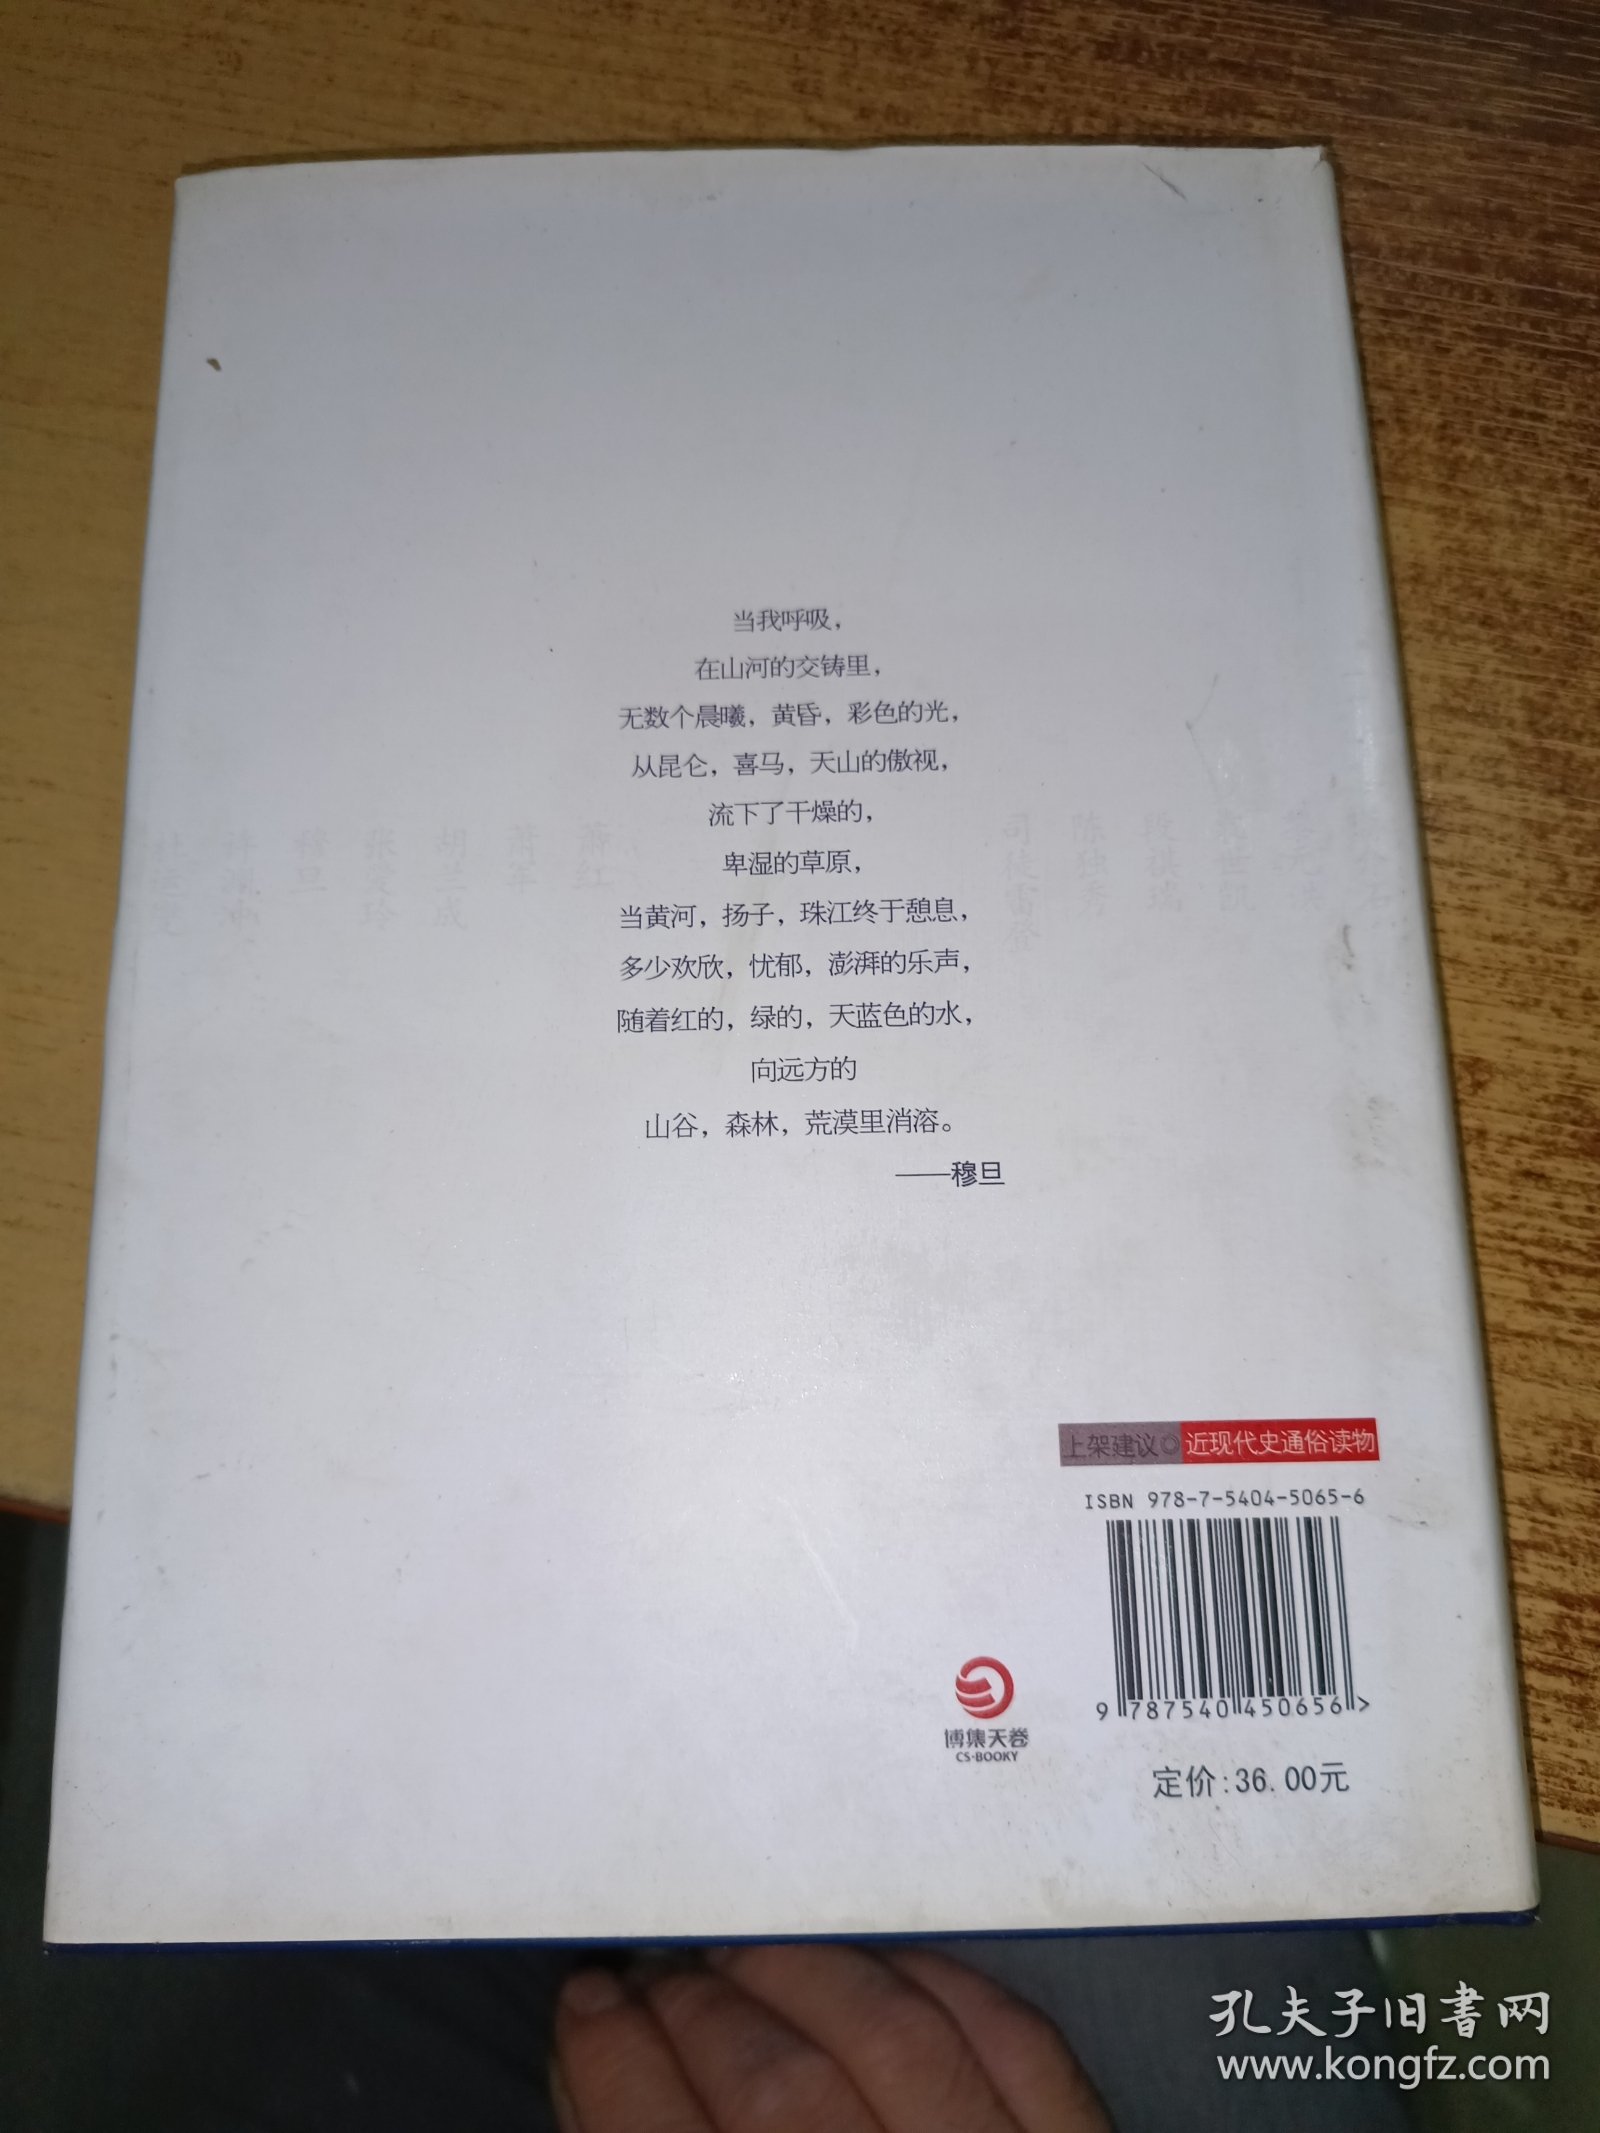 当我呼吸，
在山河的交铸里，
无数个晨曦，黄昏，彩色的光，
从昆仑，喜马，天山的傲视，
流下了干燥的，
卑湿的草原，
当黄河，扬子，珠江终于憩息，
多少欢欣，忧郁，澎湃的乐声，
随着红的，绿的，天蓝色的水，
向远方的
山谷，森林，荒漠里消溶。
——穆旦
杜运燮
穆旦
张爱玲
胡兰成
萧军
萧红
司徒雷登
陈独秀
段祺瑞
上架建议◎近现代史通俗读物
ISBN 978-7-5404-5065-6
9 787540 450656 >
博集天卷
CS-BOOKY
定价:36.00元
孔夫子旧书网
www.kongfz.com